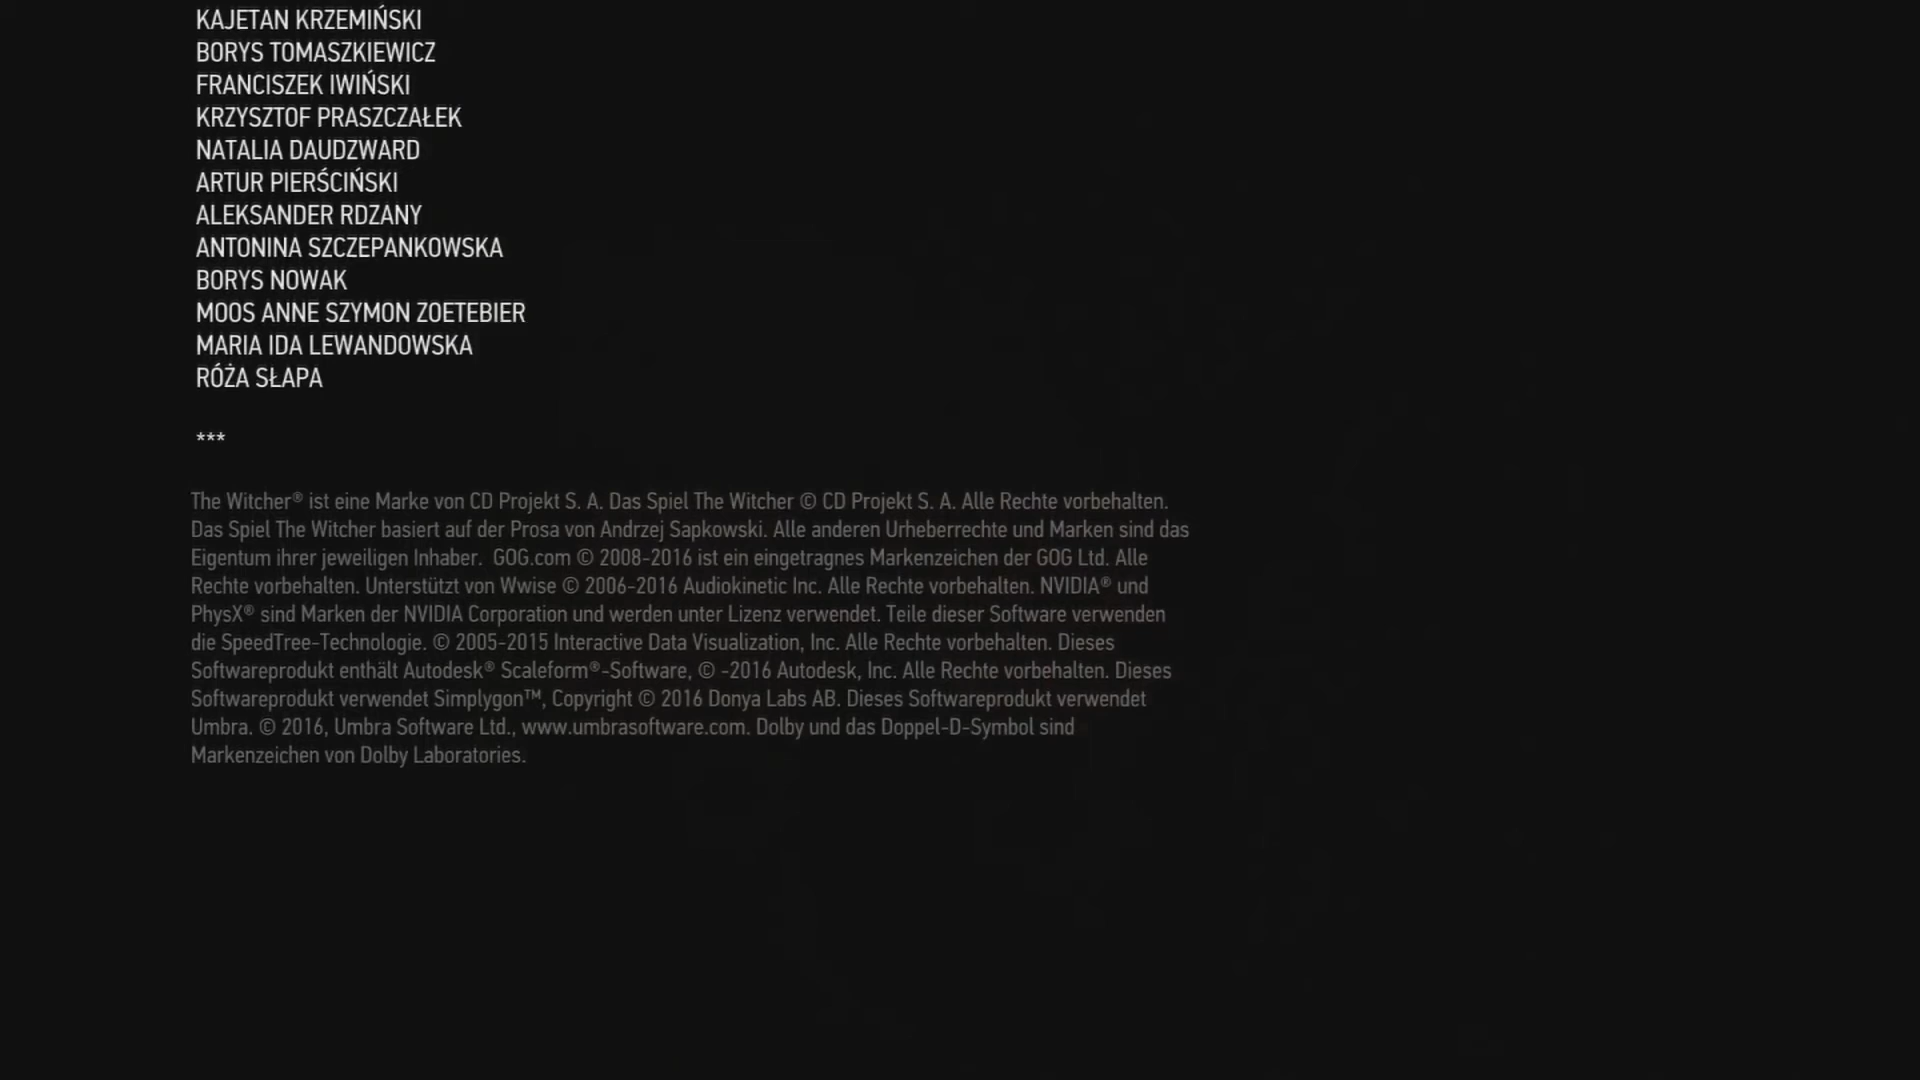 KAJETAN KRZEMIŃSKI
BORYS TOMASZKIEWICZ
FRANCISZEK IWIŃSKI
KRZYSZTOF PRASZCZAŁEK
NATALIA DAUDZWARD
ARTUR PIERŚCIŃSKI
ALEKSANDER RDZANY
ANTONINA SZCZEPANKOWSKA
BORYS NOWAK
MOOS ANNE SZYMON ZOETEBIER
MARIA IDA LEWANDOWSKA
RÓŻA SŁAPA
***
The Witcher® ist eine Marke von CD Projekt S. A. Das Spiel The Witcher © CD Projekt S. A. Alle Rechte vorbehalten.
Das Spiel The Witcher basiert auf der Prosa von Andrzej Sapkowski. Alle anderen Urheberrechte und Marken sind das
Eigentum ihrer jeweiligen Inhaber. GOG.com © 2008-2016 ist ein eingetragnes Markenzeichen der GOG Ltd. Alle
Rechte vorbehalten. Unterstützt von Wwise © 2006-2016 Audiokinetic Inc. Alle Rechte vorbehalten. NVIDIA® und
PhysX® sind Marken der NVIDIA Corporation und werden unter Lizenz verwendet. Teile dieser Software verwenden
die SpeedTree-Technologie. © 2005-2015 Interactive Data Visualization, Inc. Alle Rechte vorbehalten. Dieses
Softwareprodukt enthält Autodesk® Scaleform®-Software, © -2016 Autodesk, Inc. Alle Rechte vorbehalten. Dieses
Softwareprodukt verwendet Simplygon™, Copyright © 2016 Donya Labs AB. Dieses Softwareprodukt verwendet
Umbra. © 2016, Umbra Software Ltd., www.umbrasoftware.com. Dolby und das Doppel-D-Symbol sind
Markenzeichen von Dolby Laboratories.